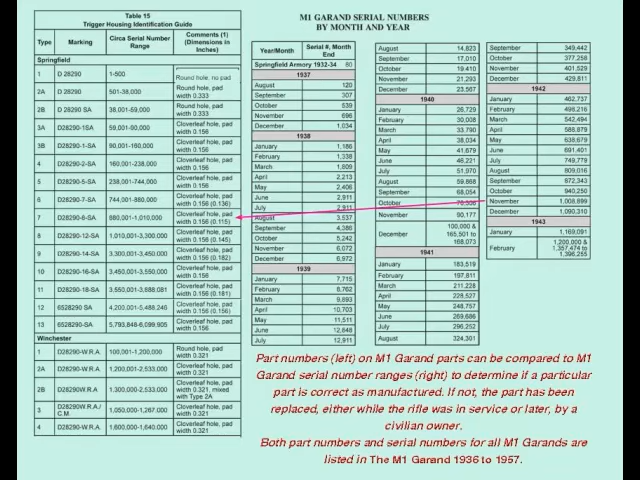 Table 15
Trigger Housing Identification Guide
Type Marking Circa Serial Number Range Comments (1) (Dimensions in Inches)
Springfield
1 D 28290 1-500 Round hole, no pad
2A D 28290 501-38,000 Round hole, pad width 0.333
2B D 28290 SA 38,001-59,000 Round hole, pad width 0.333
3A D28290-1SA 59,001-90,000 Cloverleaf hole, pad width 0.156
3B D28290-1-SA 90,001-160,000 Cloverleaf hole, pad width 0.156
4 D28290-2-SA 160,001-238,000 Cloverleaf hole, pad width 0.156
5 D28290-5-SA 238,001-744,000 Cloverleaf hole, pad width 0.156
6 D28290-6-SA 744,001-880,000 Cloverleaf hole, pad width 0.156 (0.136)
7 D28290-8-SA 880,001-1,010,000 Cloverleaf hole, pad width 0.156 (0.115)
8 D28290-12-SA 1,010,001-3,300,000 Cloverleaf hole, pad width 0.156 (0.145)
9 D28290-14-SA 3,300,001-3,450,000 Cloverleaf hole, pad width 0.156 (0.182)
10 D28290-16-SA 3,450,001-3,550,000 Cloverleaf hole, pad width 0.156
11 D28290-18-SA 3,550,001-3,888,081 Cloverleaf hole, pad width 0.156 (0.181)
12 6528290 SA 4,200,001-5,488,246 Cloverleaf hole, pad width 0.156 (0.156)
13 6528290-SA 5,793,848-6,099,905 Cloverleaf hole, pad width 0.156
Winchester
1 D28290-W.R.A. 100,001-1,200,000 Round hole, pad width 0.321
2A D28290-W.R.A. 1,200,001-2,533,000 Cloverleaf hole, pad width 0.321
2B D28290W.R.A 1.300,000-2,533,000 Cloverleaf hole, pad width 0.321, mixed with Type 2A
3 D28290W.R.A./C.M. 1,050,000-1,267,000 Cloverleaf hole, pad width 0.321
4 D28290-W.R.A. 1,600,000-1,640,000 Cloverleaf hole, pad width 0.321
M1 GARAND SERIAL NUMBERS
BY MONTH AND YEAR
Year/Month Serial #, Month End
Springfield Armory 1932-34 80
1937
August 120
September 307
October 539
November 696
December 1,034
1938
January 1,186
February 1,338
March 1,609
April 2,213
May 2,406
June 2,911
July 2,911
August 3,537
September 4,386
October 5,242
November 6,072
December 6,972
1939
January 7,715
February 8,762
March 9,693
April 10,703
May 11,511
June 12,648
July 12,911
August 14,823
September 17,010
October 19,410
November 21,293
December 23,567
1940
January 26,729
February 30,008
March 33,790
April 38,034
May 41,679
June 46,221
July 51,970
August 59,868
September 68,054
October
November 90,177
December 100,000 & 165,501 to 168,073
1941
January 183,519
February 197,811
March 211,228
April 228,527
May 248,757
June 269,686
July 296,252
August 324,301
September 349,442
October 377,258
November 401,529
December 429,811
1942
January 462,737
February 498,216
March 542,494
April 588,879
May 638,670
June 691,401
July 749,779
August 809,016
September 872,343
October 940,250
November 1,008,899
December 1,090,310
1943
January 1,169,091
February 1,200,000 & 1,357,474 to 1,396,255
Part numbers (left) on M1 Garand parts can be compared to M1
Garand serial number ranges (right) to determine if a particular
part is correct as manufactured. If not, the part has been
replaced, either while the rifle was in service or later, by a
civilian owner.
Both part numbers and serial numbers for all M1 Garands are
listed in The M1 Garand 1936 to 1957.